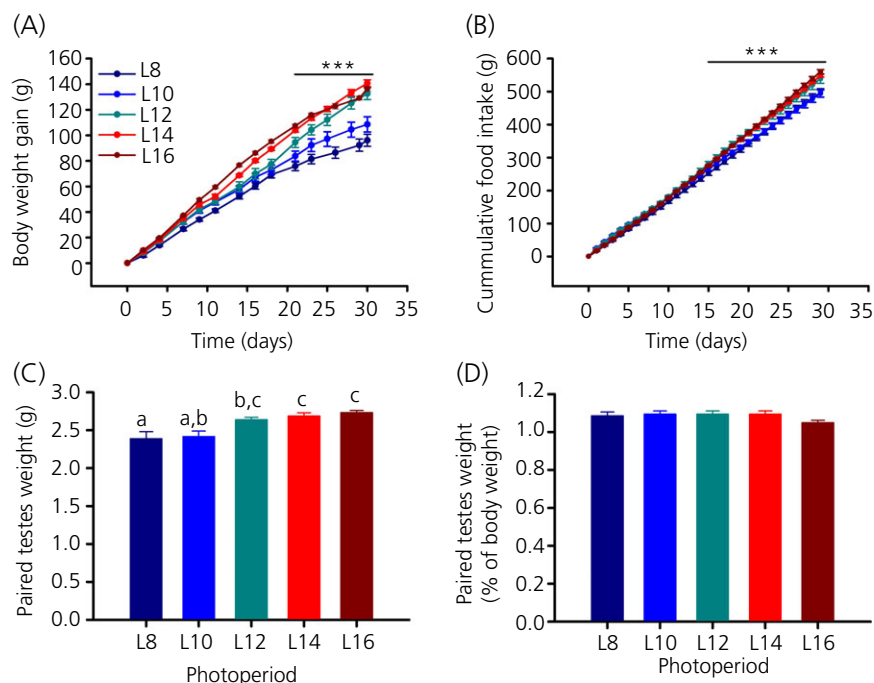 (A)
Body weight gain (g)
160
140
120
100
80
60
40
20
0
L8
L10
L12
L14
L16
***
0 5 10 15 20 25 30 35
Time (days)
(B)
Cummulative food intake (g)
600
500
400
300
200
100
0
***
0 5 10 15 20 25 30 35
Time (days)
(C)
Paired testes weight (g)
3.0
2.5
2.0
1.5
1.0
0.5
0.0
a a,b b,c c c
L8 L10 L12 L14 L16
Photoperiod
(D)
Paired testes weight
(% of body weight)
1.2
1.0
0.8
0.6
0.4
0.2
0.0
L8 L10 L12 L14 L16
Photoperiod